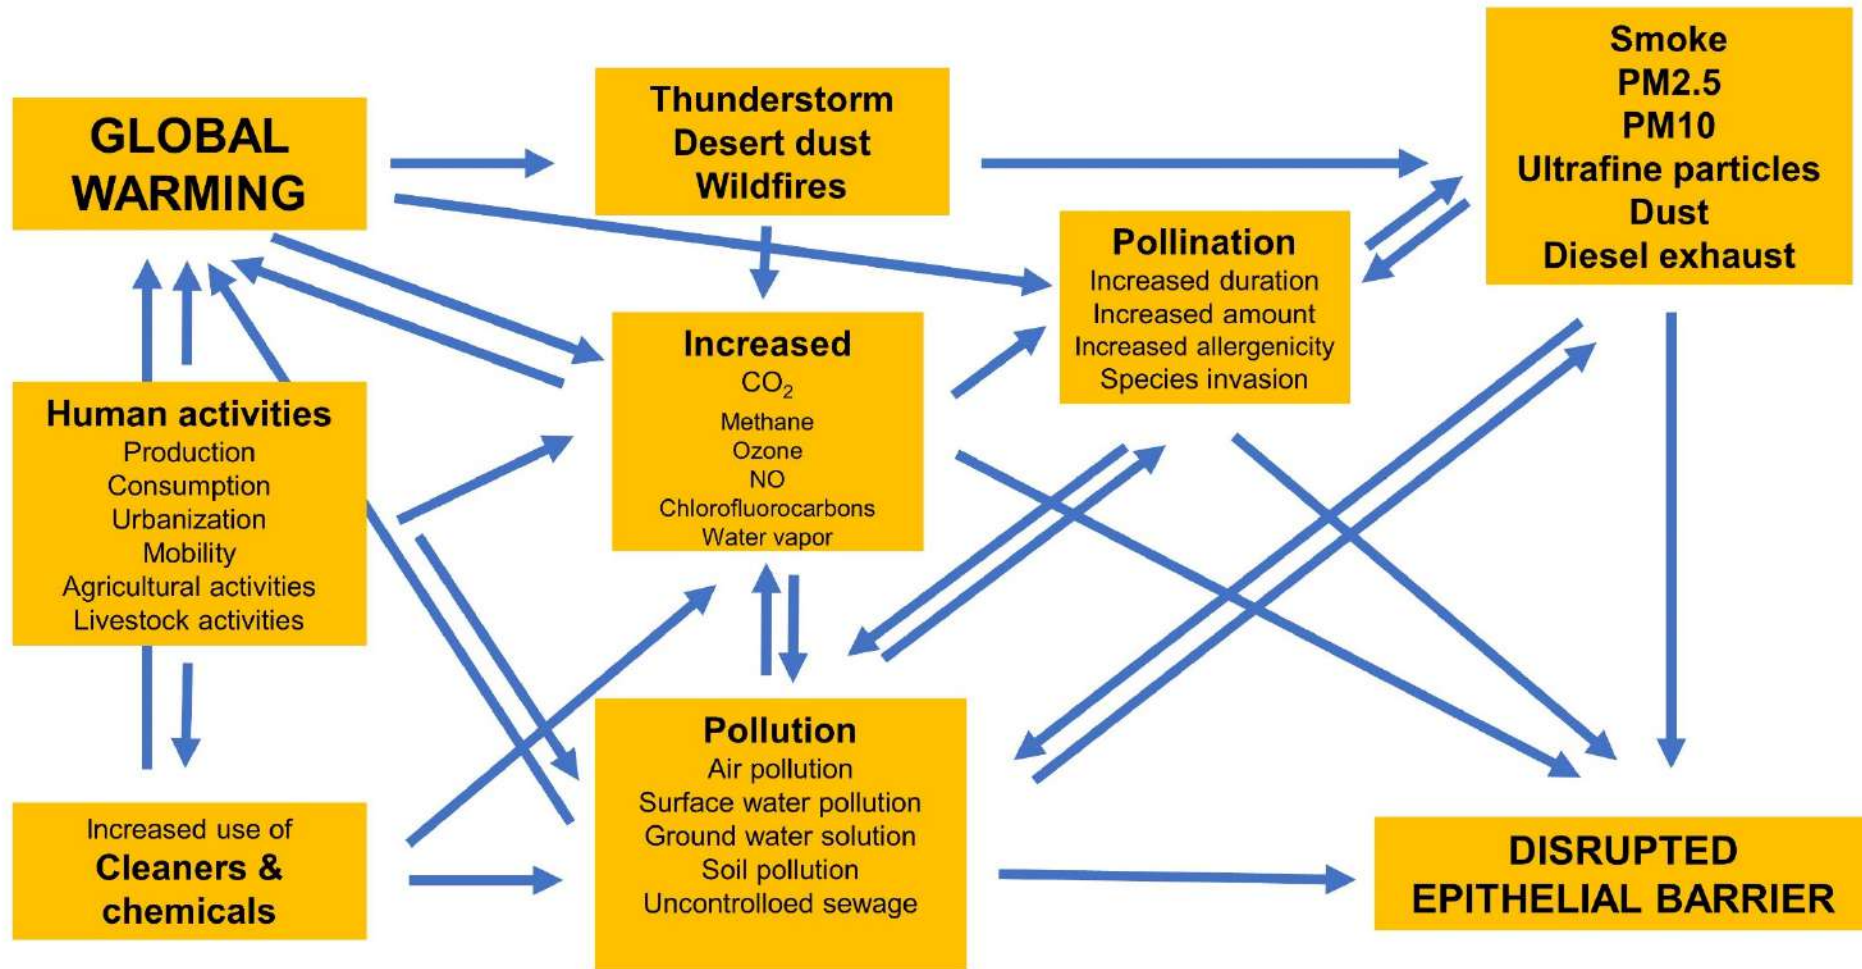 GLOBAL
WARMING
Thunderstorm
Desert dust
Wildfires
Smoke
PM2.5
PM10
Ultrafine particles
Dust
Diesel exhaust
Pollination
Increased duration
Increased amount
Increased allergenicity
Species invasion
Increased
CO₂
Methane
Ozone
NO
Chlorofluorocarbons
Water vapor
Human activities
Production
Consumption
Urbanization
Mobility
Agricultural activities
Livestock activities
Pollution
Air pollution
Surface water pollution
Ground water solution
Soil pollution
Uncontrolloed sewage
Increased use of
Cleaners &
chemicals
DISRUPTED
EPITHELIAL BARRIER